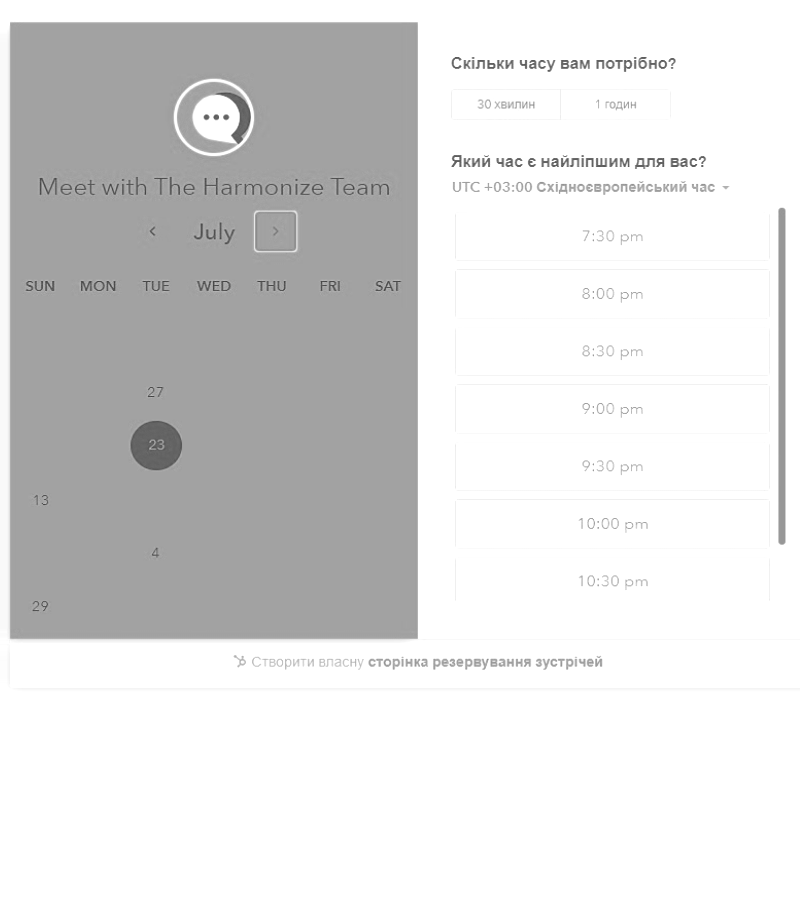 Meet with The Harmonize Team
July
SUN MON TUE WED THU FRI SAT
27
23
13
4
29
Скільки часу вам потрібно?
30 хвилин 1 годин
Який час є найліпшим для вас?
UTC +03:00 Східноєвропейський час
7:30 pm
8:00 pm
8:30 pm
9:00 pm
9:30 pm
10:00 pm
10:30 pm
Створити власну сторінка резервування зустрічей